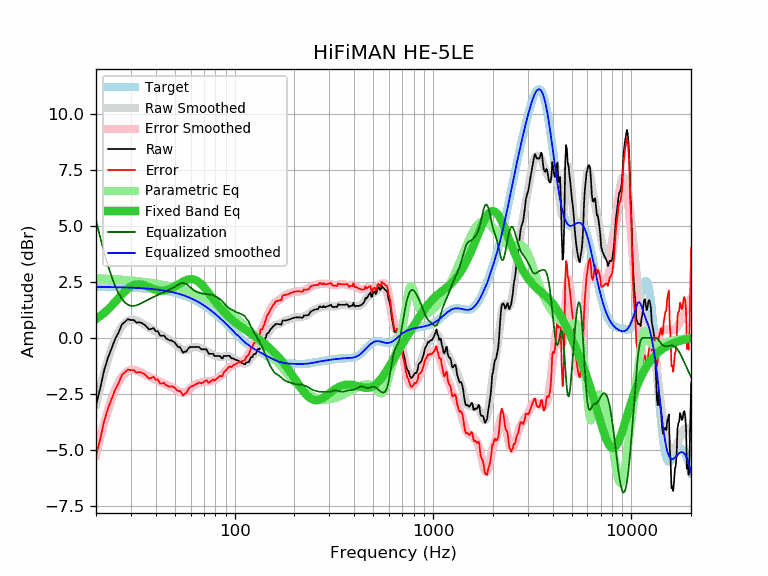 HiFiMAN HE-5LE
Target
Raw Smoothed
Error Smoothed
Raw
Error
Parametric Eq
Fixed Band Eq
Equalization
Equalized smoothed
10.0
7.5
5.0
2.5
0.0
−2.5
−5.0
−7.5
Amplitude (dBr)
100 1000 10000
Frequency (Hz)